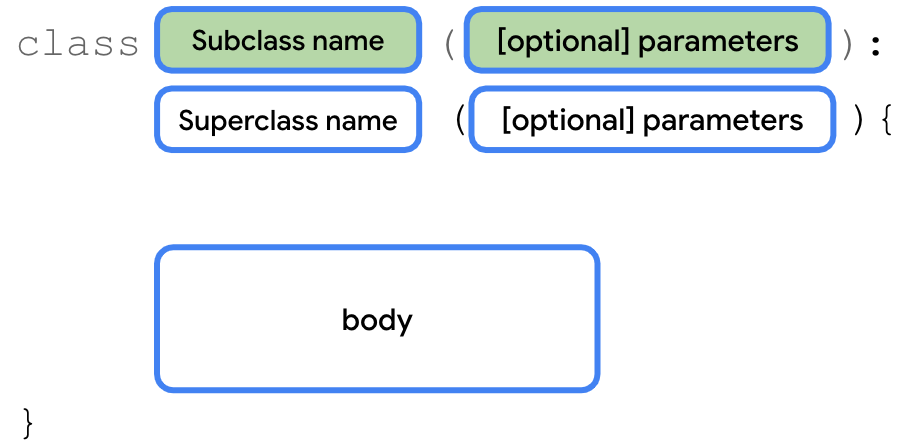 class Subclass name ( [optional] parameters ) :
Superclass name ( [optional] parameters ) {
body
}